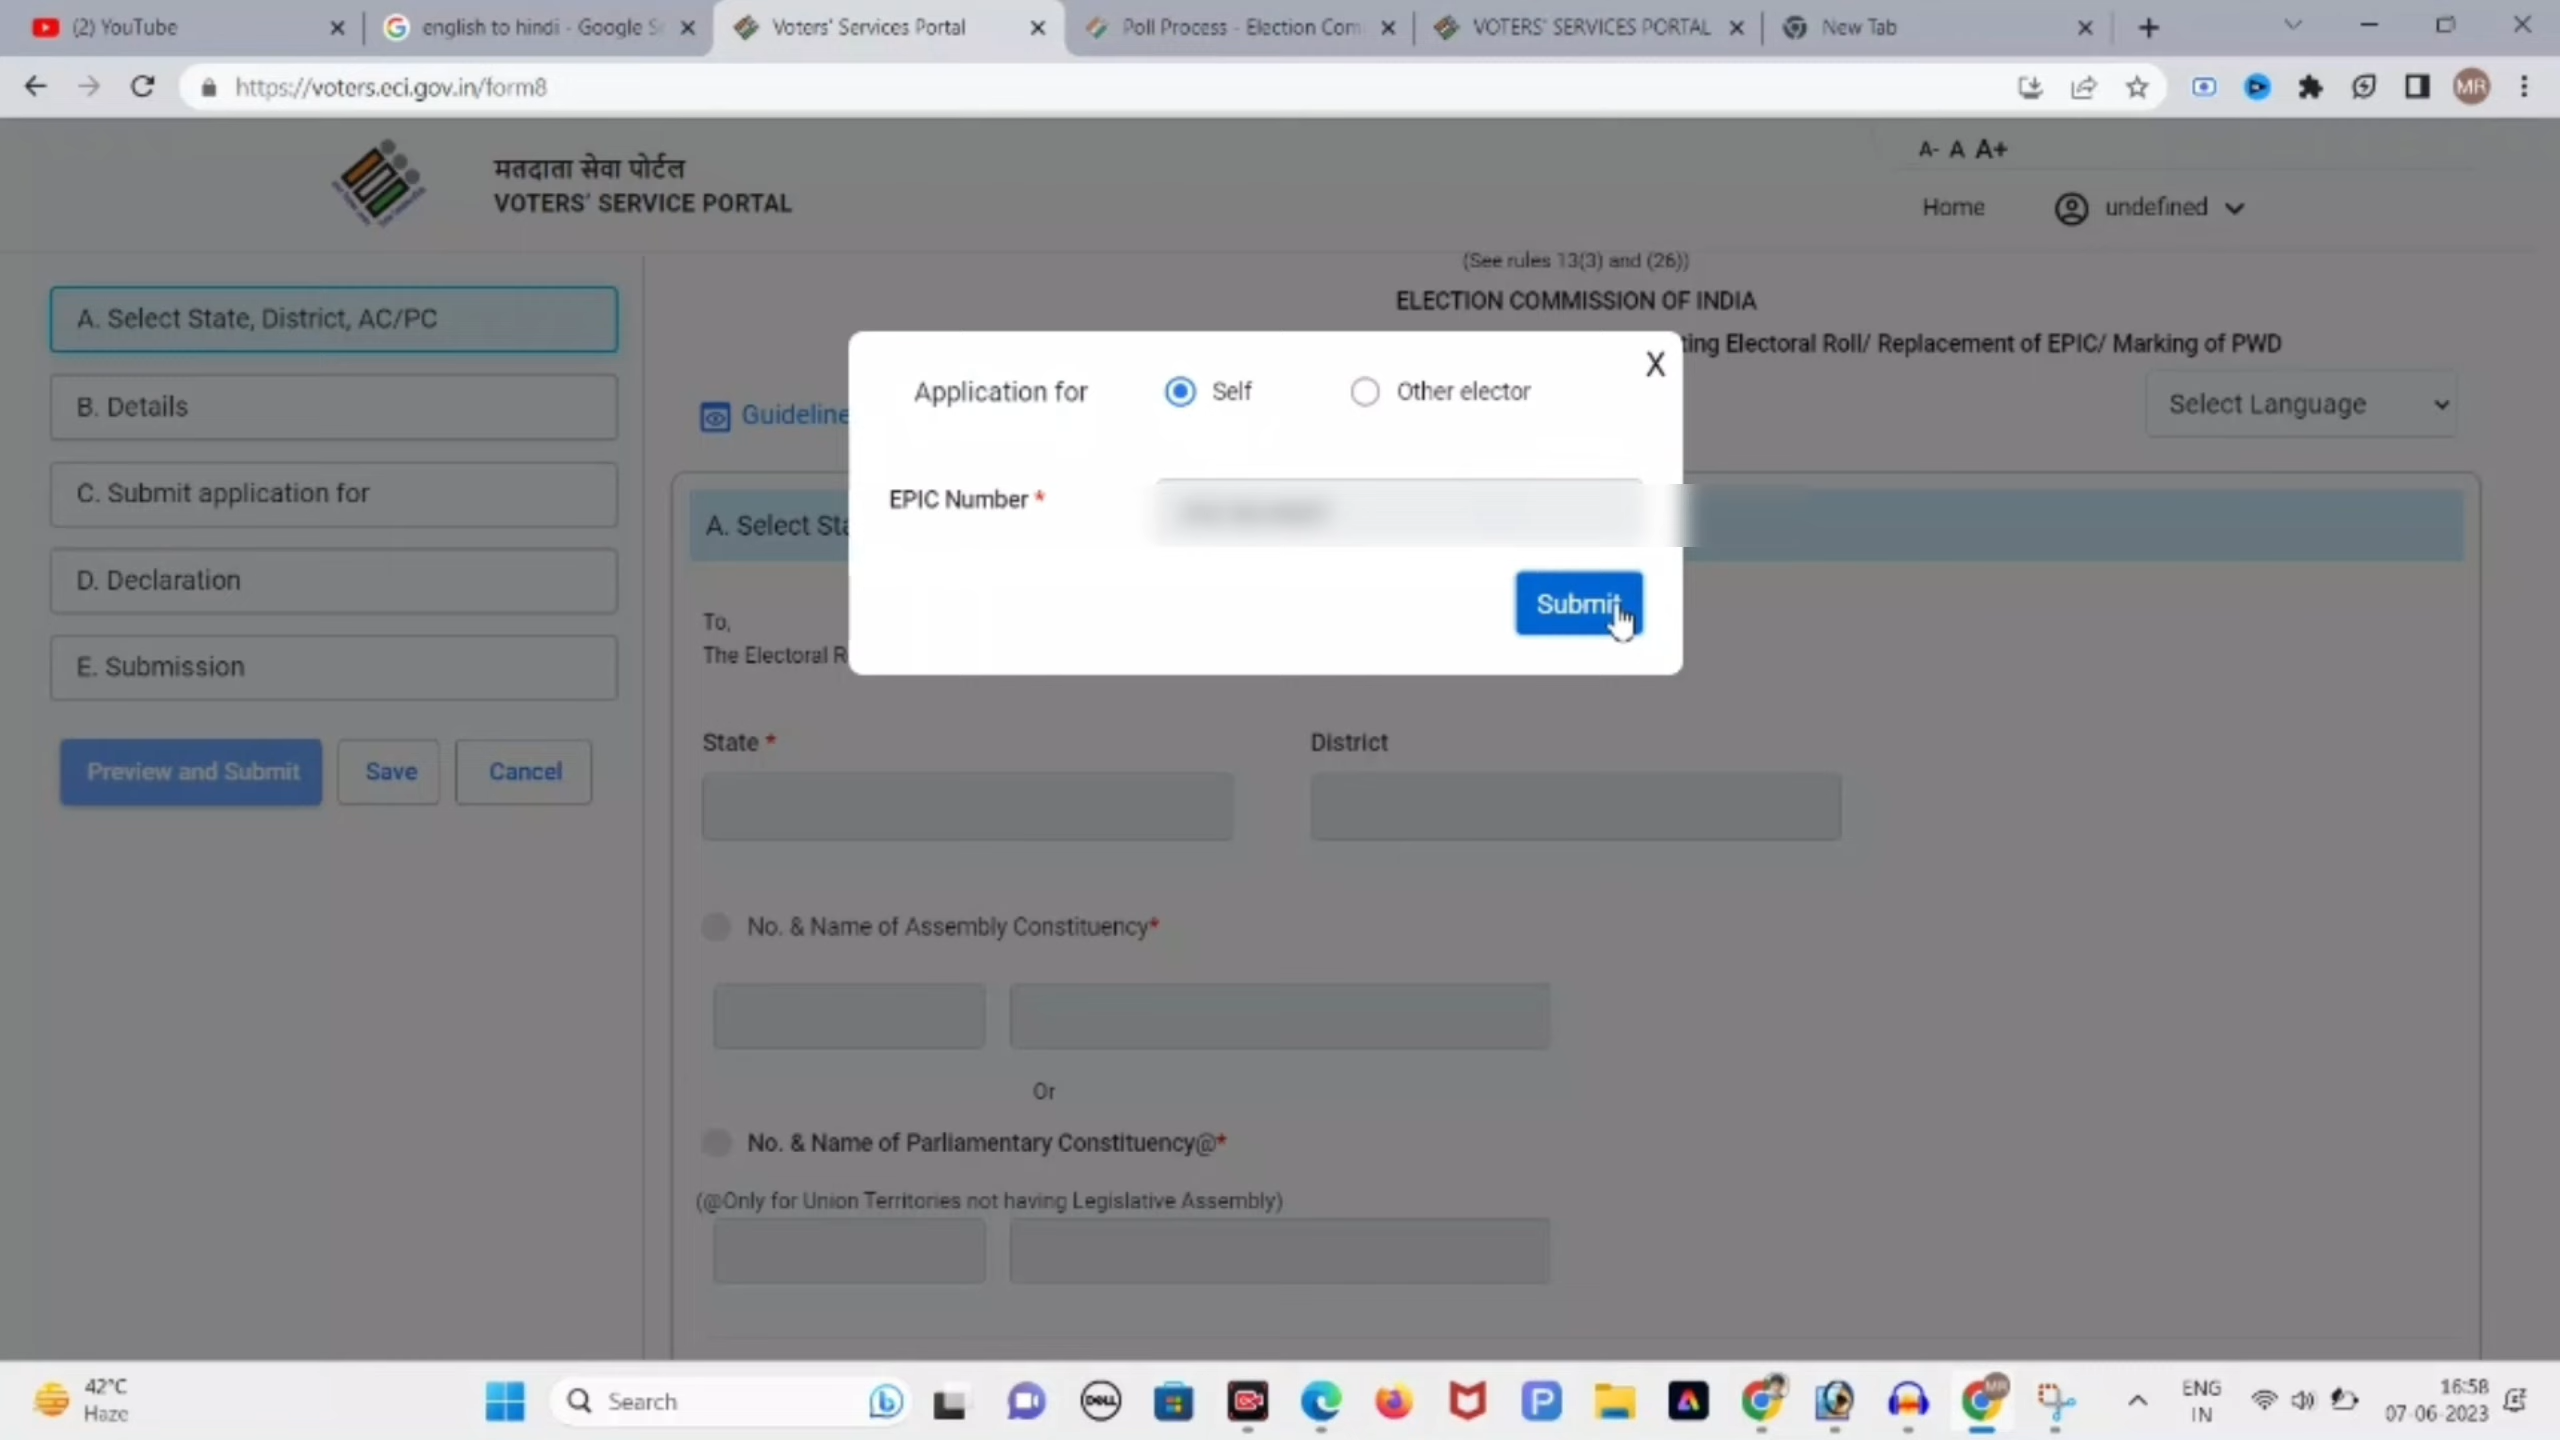 (2) YouTube
english to hindi - Google Se
Voters' Services Portal
Poll Process - Election Com
VOTERS' SERVICES PORTAL
New Tab
https://voters.eci.gov.in/form8
MR
मतदाता सेवा पोर्टल
VOTERS' SERVICE PORTAL
A- A A+
Home
undefined
(See rules 13(3) and (26))
ELECTION COMMISSION OF INDIA
ting Electoral Roll/ Replacement of EPIC/ Marking of PWD
A. Select State, District, AC/PC
B. Details
C. Submit application for
D. Declaration
E. Submission
Preview and Submit
Save
Cancel
Guideline
Select Language
X
Application for
Self
Other elector
EPIC Number *
Submit
A. Select Sta
To,
The Electoral R
State *
District
No. & Name of Assembly Constituency*
Or
No. & Name of Parliamentary Constituency@*
(@Only for Union Territories not having Legislative Assembly)
42°C
Haze
Search
DELL
ENG
IN
16:58
07-06-2023